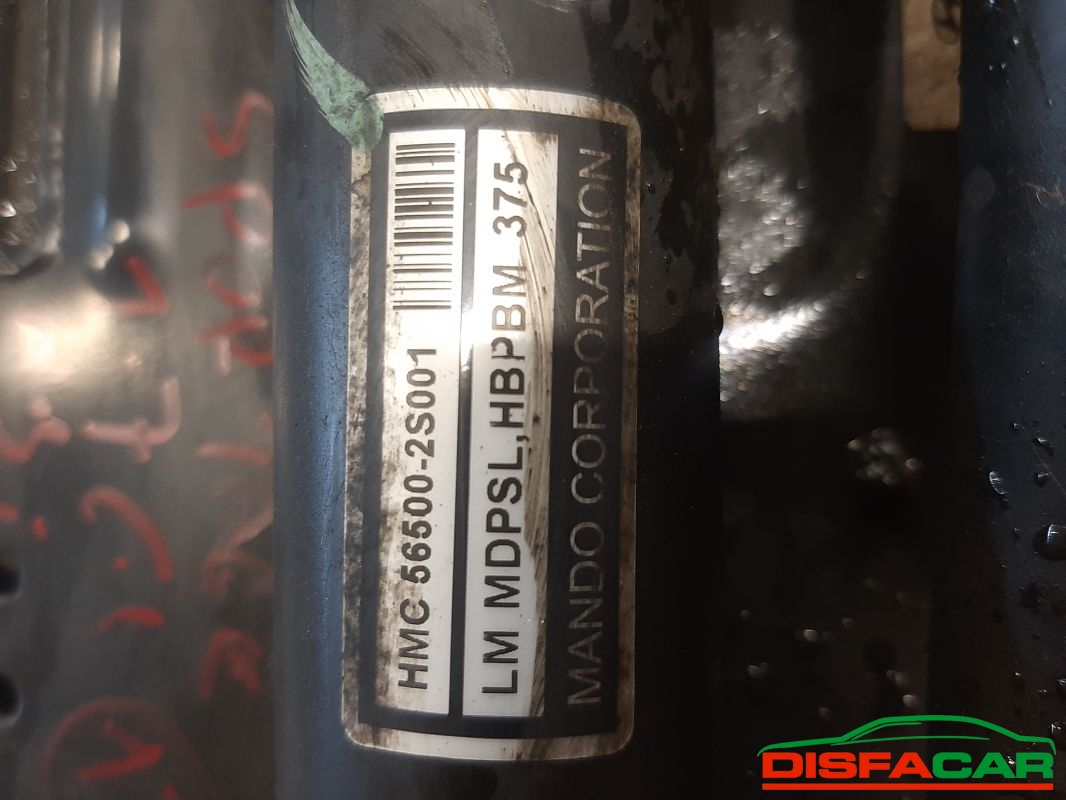 HMC 56500-2S001
LM MDPSL,HBPBM 375
MANDO CORPORATION
DISFACAR